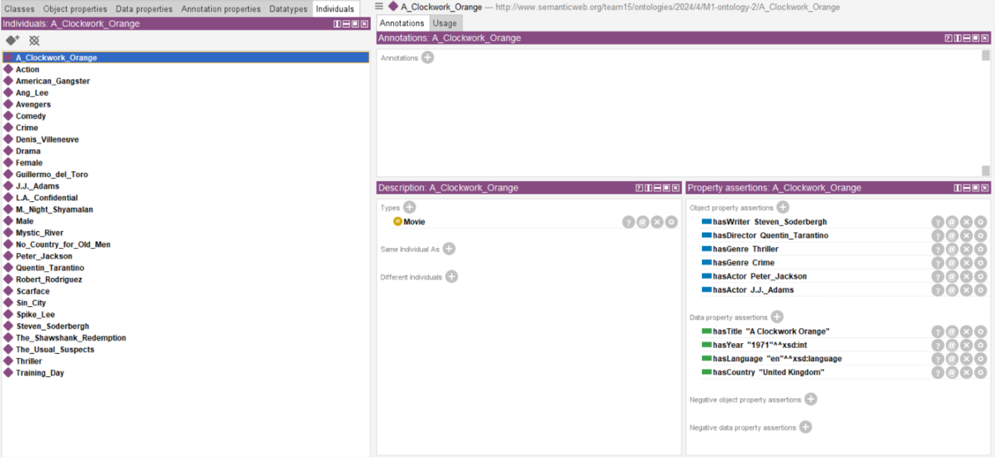 Classes Object properties Data properties Annotation properties Datatypes Individuals
Individuals: A_Clockwork_Orange
A_Clockwork_Orange
Action
American_Gangster
Ang_Lee
Avengers
Comedy
Crime
Denis_Villeneuve
Drama
Female
Guillermo_del_Toro
J.J._Adams
L.A._Confidential
M._Night_Shyamalan
Male
Mystic_River
No_Country_for_Old_Men
Peter_Jackson
Quentin_Tarantino
Robert_Rodriguez
Scarface
Sin_City
Spike_Lee
Steven_Soderbergh
The_Shawshank_Redemption
The_Usual_Suspects
Thriller
Training_Day
A_Clockwork_Orange — http://www.semanticweb.org/team15/ontologies/2024/4/M1-ontology-2/A_Clockwork_Orange
Annotations Usage
Annotations: A_Clockwork_Orange
Annotations
Description: A_Clockwork_Orange
Types
Movie
Same Individual As
Different Individuals
Property assertions: A_Clockwork_Orange
Object property assertions
hasWriter Steven_Soderbergh
hasDirector Quentin_Tarantino
hasGenre Thriller
hasGenre Crime
hasActor Peter_Jackson
hasActor J.J._Adams
Data property assertions
hasTitle "A Clockwork Orange"
hasYear "1971"^^xsd:int
hasLanguage "en"^^xsd:language
hasCountry "United Kingdom"
Negative object property assertions
Negative data property assertions